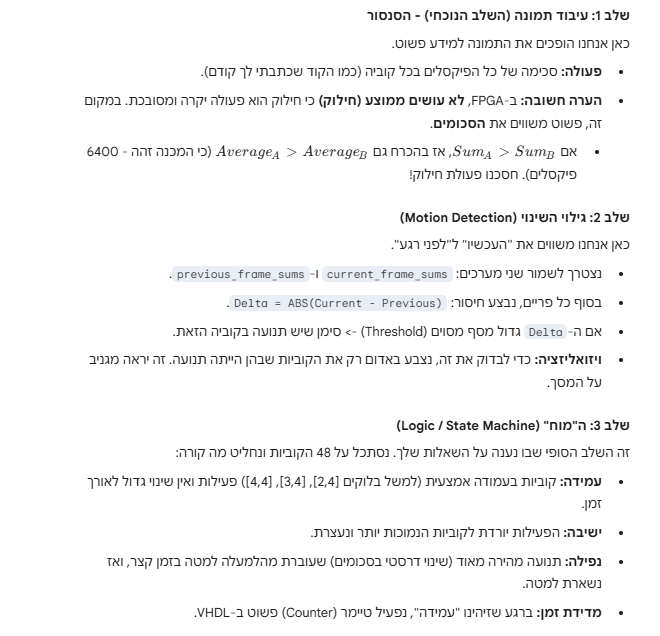 שלב 1: עיבוד תמונה (השלב הנוכחי) - הסנסור
כאן אנחנו הופכים את התמונה למידע פשוט.
פעולה: סכימה של כל הפיקסלים בכל קוביה (כמו הקוד שכתבתי לך קודם).
הערה חשובה: ב-FPGA, לא עושים ממוצע (חילוק) כי חילוק הוא פעולה יקרה ומסובכת. במקום
זה, פשוט משווים את הסכומים.
אם Sum_A > Sum_B, אז בהכרח גם Average_A > Average_B (כי המכנה זהה - 6400
פיקסלים). חסכנו פעולת חילוק!
שלב 2: גילוי השינוי (Motion Detection)
כאן אנחנו משווים את "העכשיו" ל"לפני רגע".
נצטרך לשמור שני מערכים: current_frame_sums ו-previous_frame_sums.
בסוף כל פריים, נבצע חיסור: Delta = ABS(Current - Previous).
אם ה-Delta גדול מסף מסוים (Threshold) -> סימן שיש תנועה בקוביה הזאת.
ויזואליזציה: כדי לבדוק את זה, נצבע באדום רק את הקוביות שבהן הייתה תנועה. זה יראה מגניב
על המסך.
שלב 3: ה"מוח" (Logic / State Machine)
זה השלב הסופי שבו נענה על השאלות שלך. נסתכל על 48 הקוביות ונחליט מה קורה:
עמידה: קוביות בעמודה אמצעית (למשל בלוקים [2,4], [3,4], [4,4]) פעילות ואין שינוי גדול לאורך
זמן.
ישיבה: הפעילות יורדת לקוביות הנמוכות יותר ונעצרת.
נפילה: תנועה מהירה מאוד (שינוי דרסטי בסכומים) שעוברת מהלמעלה למטה בזמן קצר, ואז
נשארת למטה.
מדידת זמן: ברגע שזיהינו "עמידה", נפעיל טיימר (Counter) פשוט ב-VHDL.